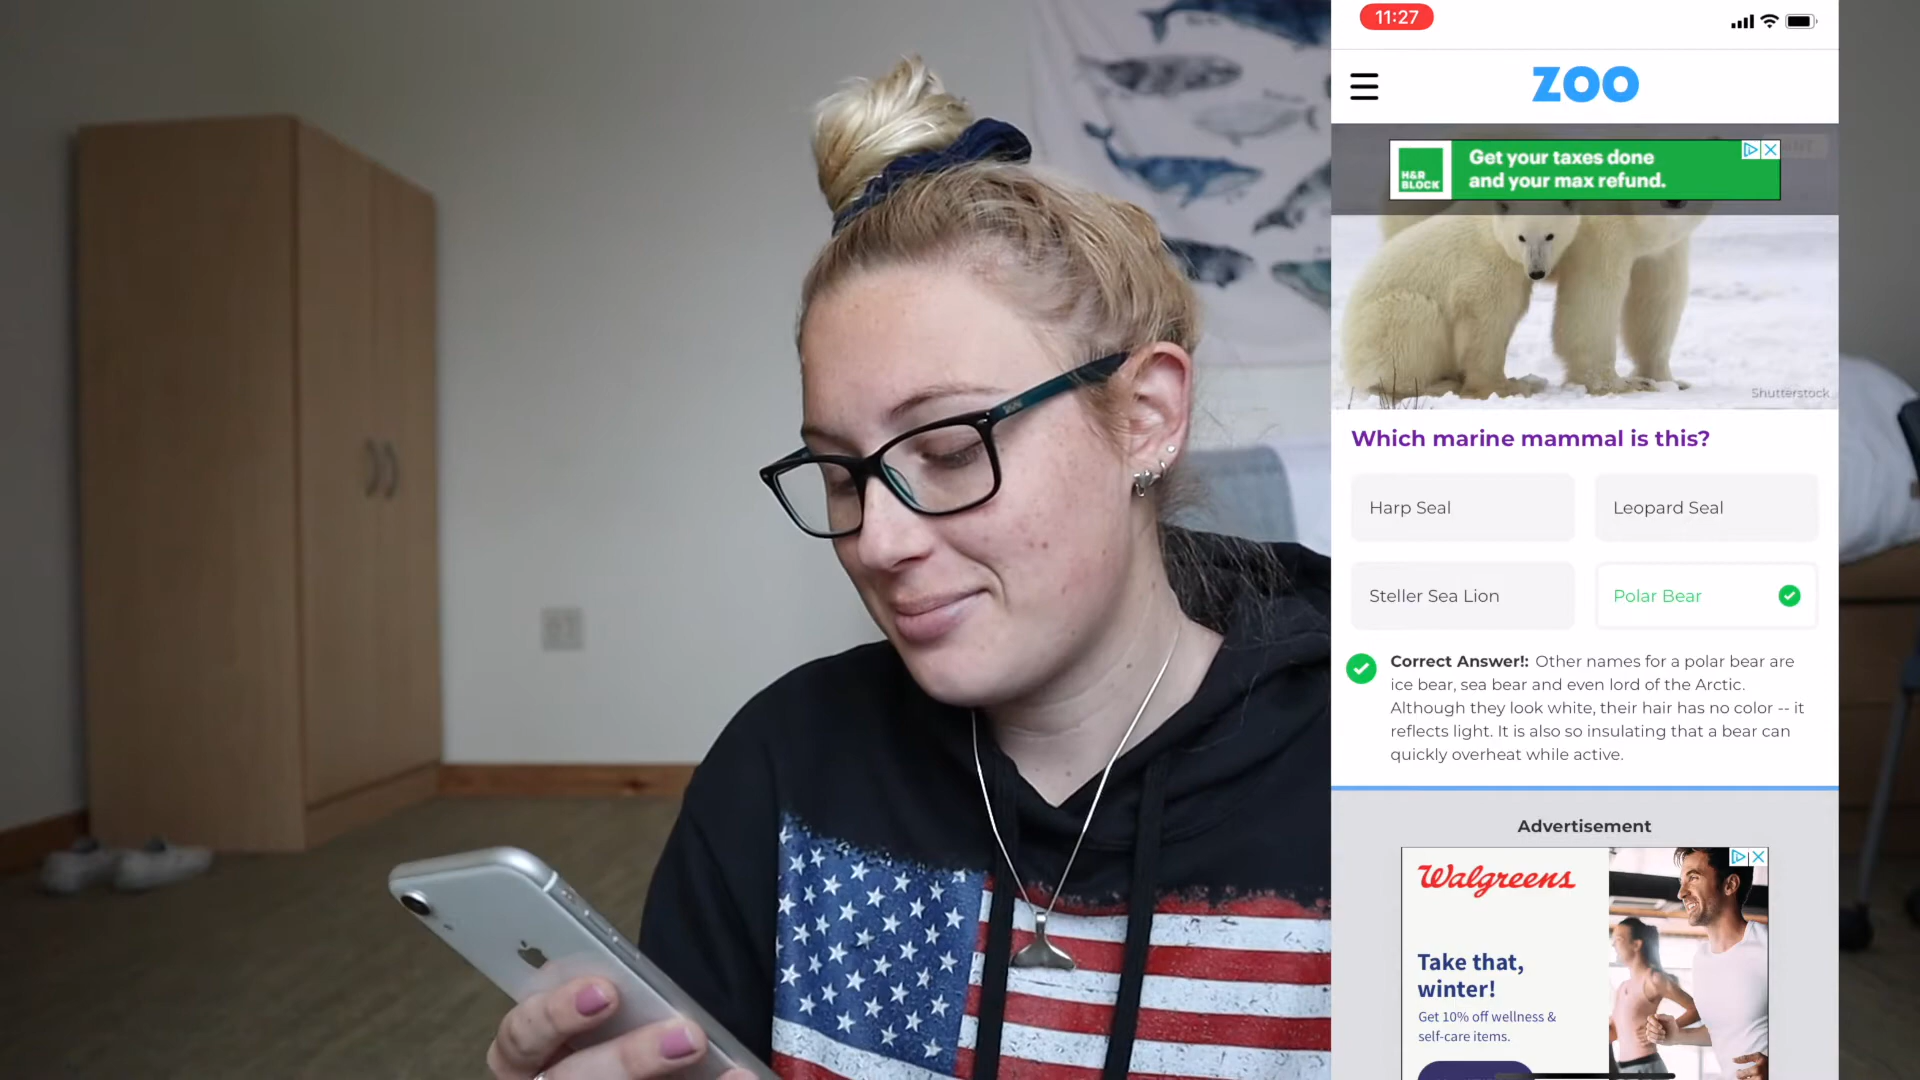 11:27
ZOO
H&R
BLOCK
Get your taxes done
and your max refund.
Shutterstock
Which marine mammal is this?
Harp Seal
Leopard Seal
Steller Sea Lion
Polar Bear
Correct Answer!: Other names for a polar bear are
ice bear, sea bear and even lord of the Arctic.
Although they look white, their hair has no color -- it
reflects light. It is also so insulating that a bear can
quickly overheat while active.
Advertisement
Walgreens
Take that,
winter!
Get 10% off wellness &
self-care items.